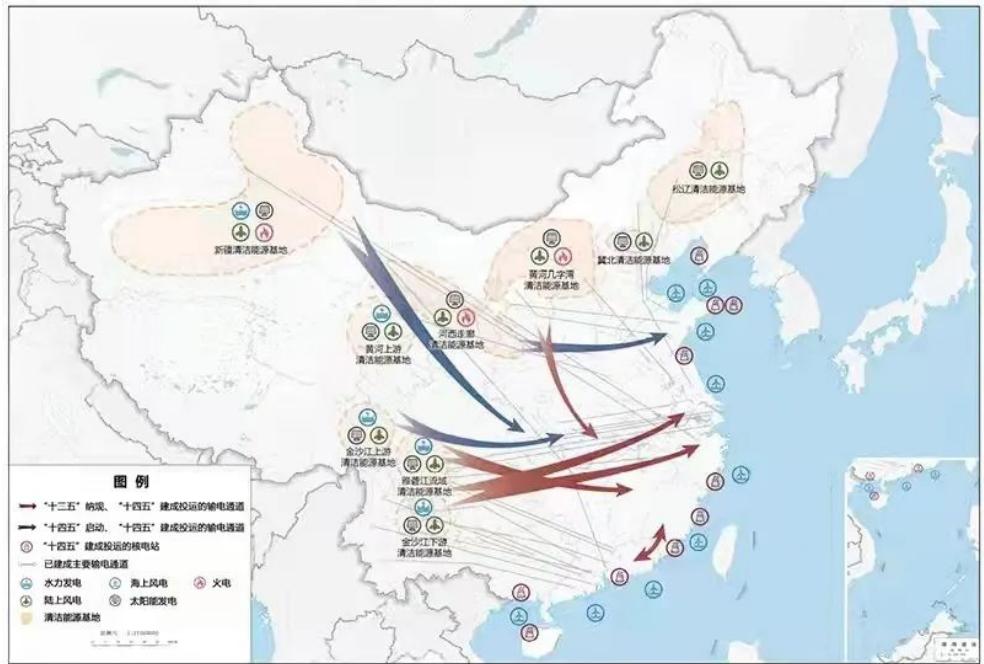 松辽清洁能源基地
新疆清洁能源基地
冀北清洁能源基地
黄河几字湾
清洁能源基地
河西走廊
清洁能源基地
黄河上游
清洁能源基地
金沙江上游
清洁能源基地
雅砻江流域
清洁能源基地
金沙江下游
清洁能源基地
图 例
“十三五”纳规、“十四五”建成投运的输电通道
“十四五”启动、“十四五”建成投运的输电通道
“十四五”建成投运的核电站
已建成主要输电通道
水力发电 海上风电 火电
陆上风电 太阳能发电
清洁能源基地